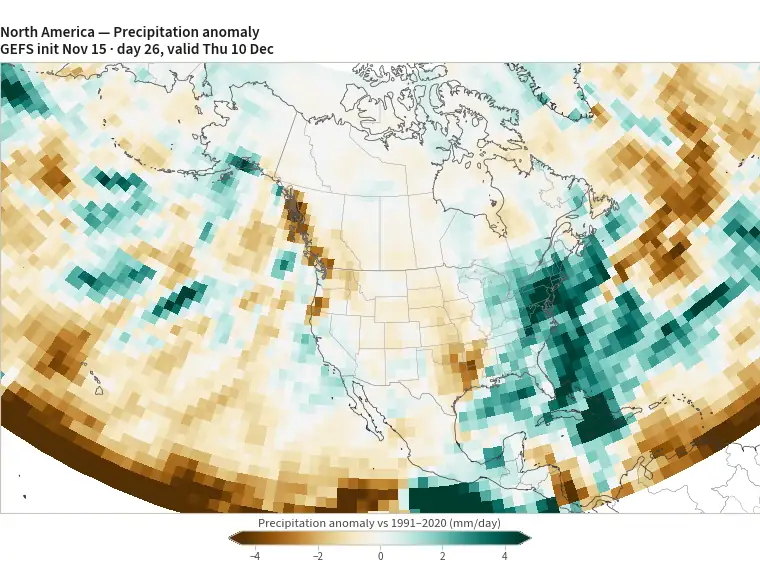 North America — Precipitation anomaly
GEFS init Nov 15 · day 26, valid Thu 10 Dec
Precipitation anomaly vs 1991–2020 (mm/day)
−4 −2 0 2 4